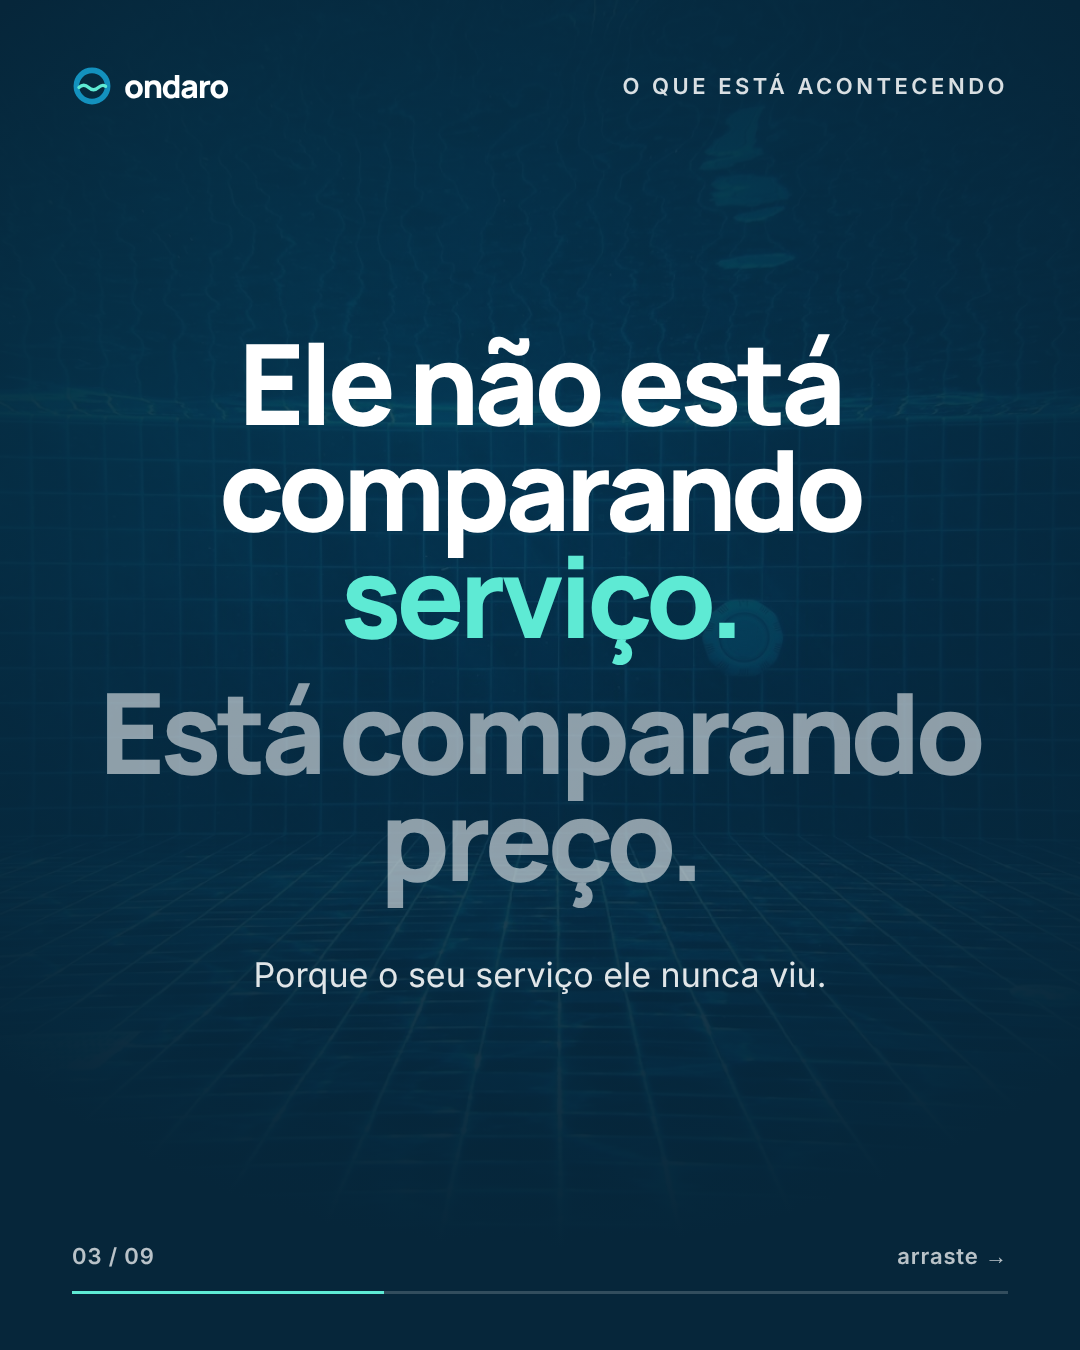 ondaro
O QUE ESTÁ ACONTECENDO
Ele não está
comparando
serviço.
Está comparando
preço.
Porque o seu serviço ele nunca viu.
03 / 09
arraste →